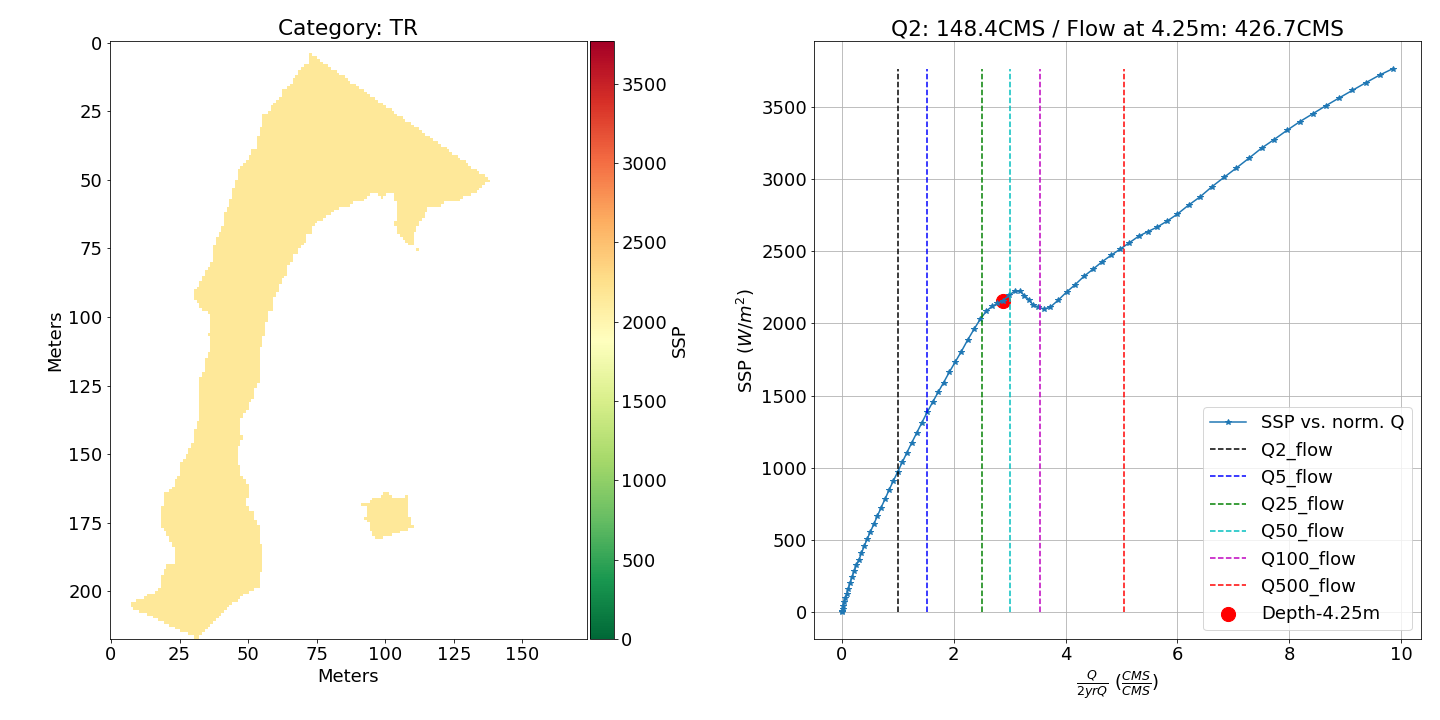 Category: TR
0
25
50
75
100
125
150
175
200
Meters
0
25
50
75
100
125
150
Meters
3500
3000
2500
2000
1500
1000
500
0
SSP
Q2: 148.4CMS / Flow at 4.25m: 426.7CMS
3500
3000
2500
2000
1500
1000
500
0
SSP (W/m²)
0
2
4
6
8
10
Q/2yrQ (CMS/CMS)
SSP vs. norm. Q
Q2_flow
Q5_flow
Q25_flow
Q50_flow
Q100_flow
Q500_flow
Depth-4.25m